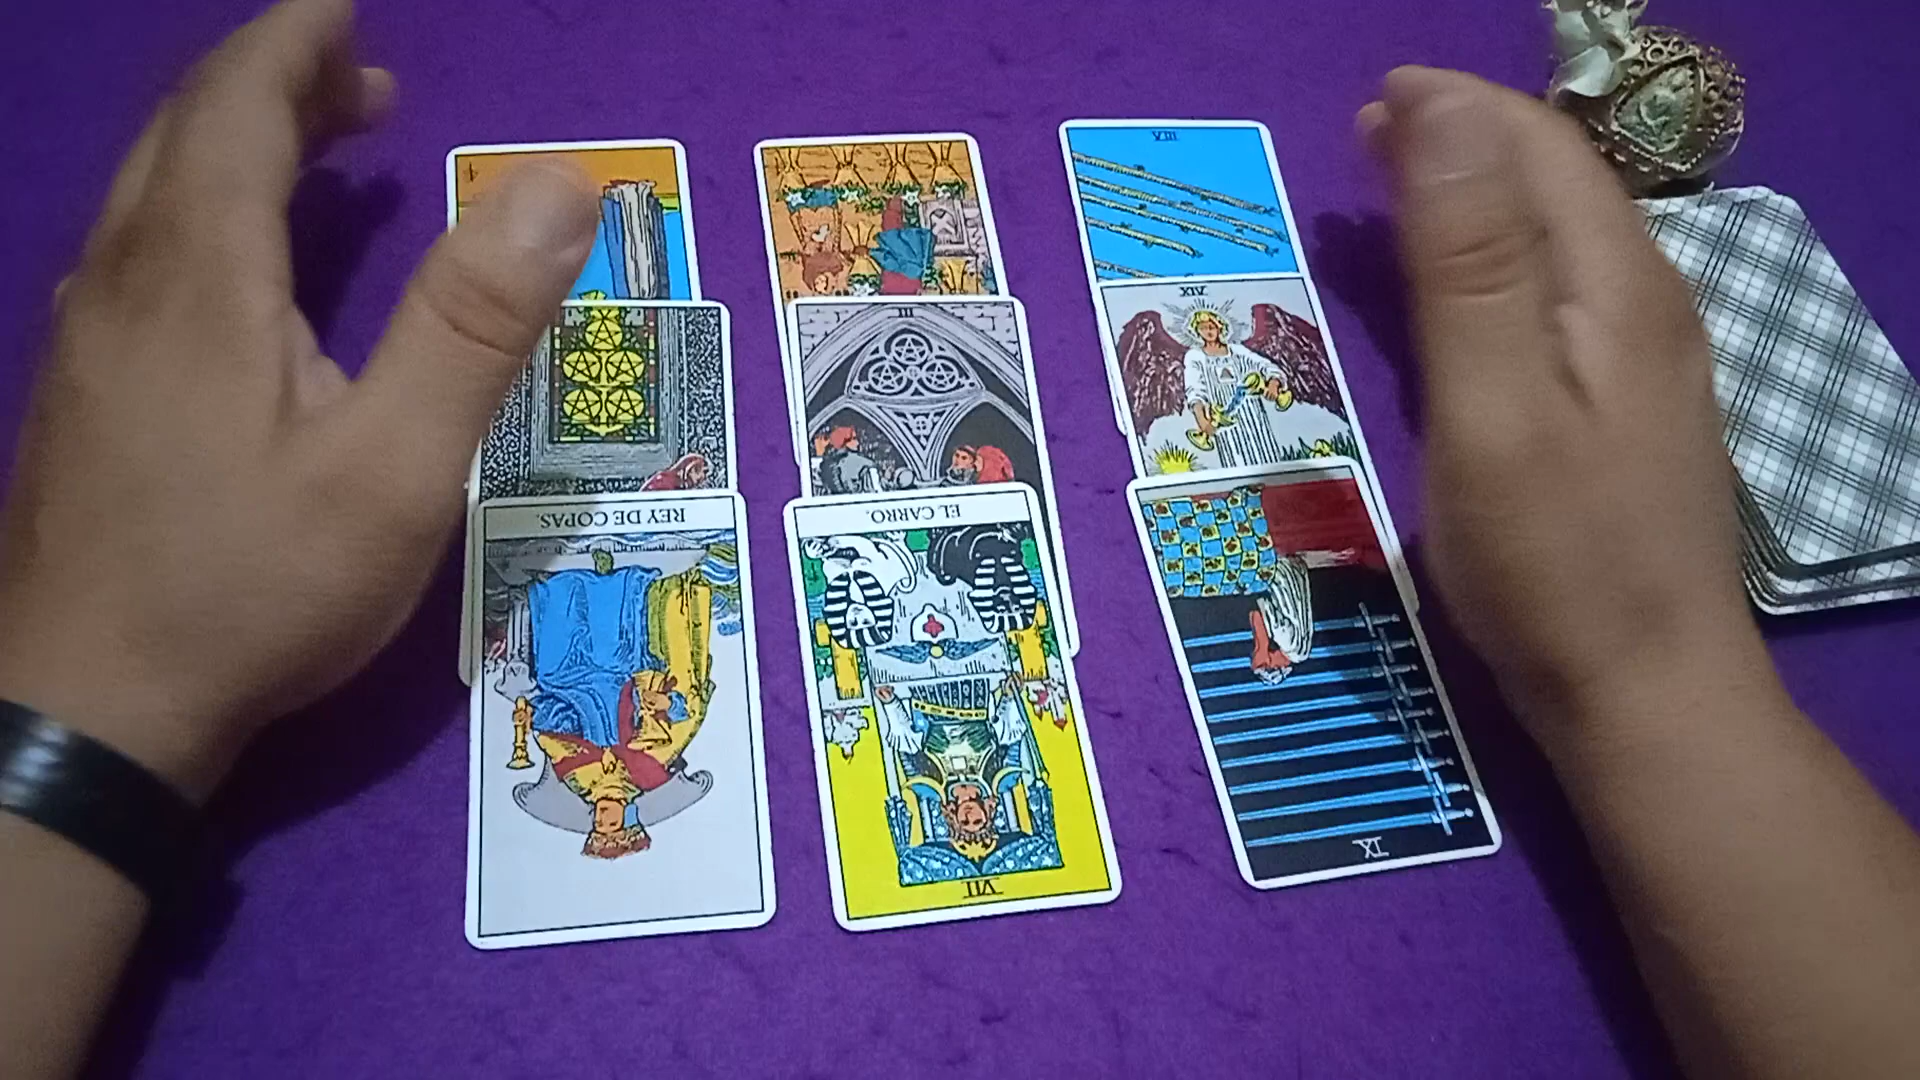 VIII
XIV
III
REY DE COPAS.
EL CARRO.
VII
IX